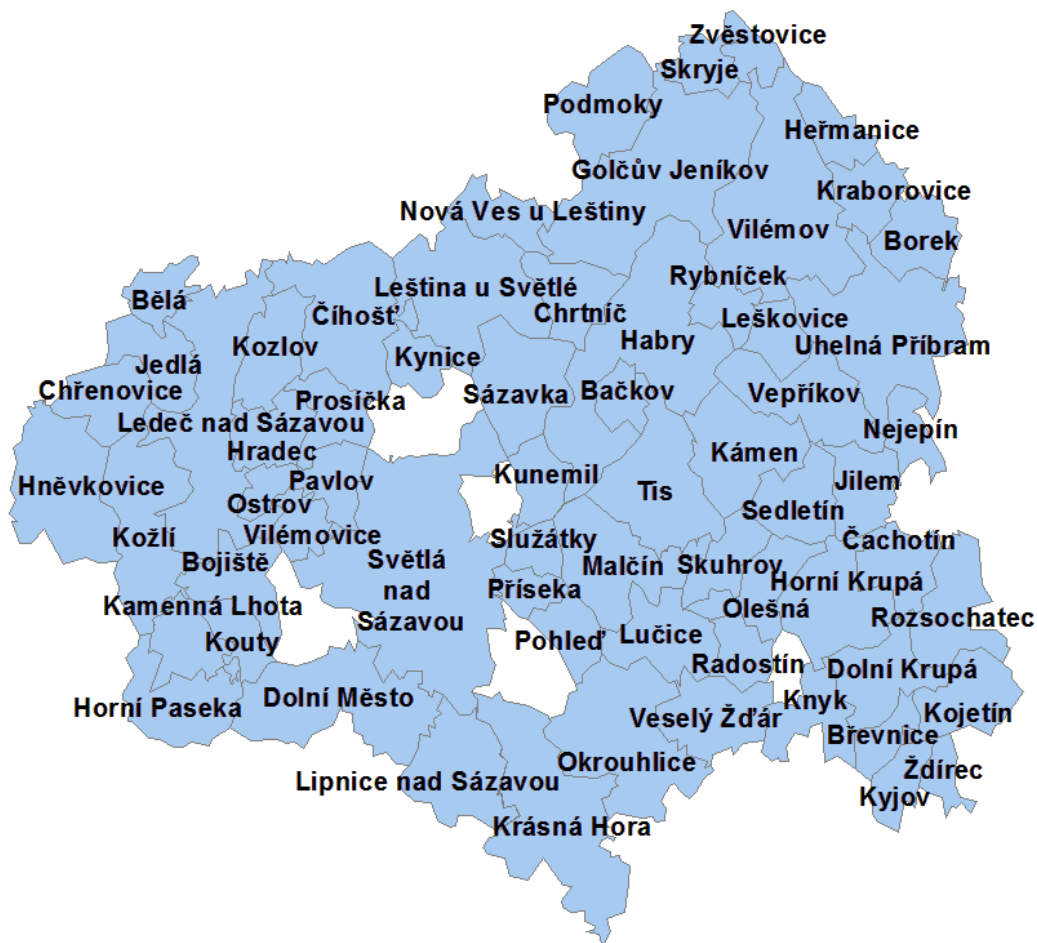 Zvěstovice
Skryje
Podmoky
Heřmanice
Golčův Jeníkov
Kraborovice
Nová Ves u Leštiny
Vilémov
Borek
Rybníček
Leština u Světlé
Bělá
Číhošť
Chrtníč
Leškovice
Habry
Uhelná Příbram
Kozlov
Kynice
Jedlá
Chřenovice
Sázavka
Bačkov
Vepříkov
Prosíčka
Ledeč nad Sázavou
Nejepín
Hradec
Kámen
Kunemil
Pavlov
Jilem
Hněvkovice
Tis
Ostrov
Sedletín
Vilémovice
Kožlí
Služátky
Čachotín
Bojiště
Světlá
nad
Sázavou
Malčín
Skuhrov
Horní Krupá
Příseka
Kamenná Lhota
Olešná
Rozsochatec
Kouty
Pohleď
Lučice
Radostín
Dolní Krupá
Horní Paseka
Dolní Město
Knyk
Veselý Žďár
Kojetín
Břevnice
Okrouhlice
Ždírec
Lipnice nad Sázavou
Kyjov
Krásná Hora